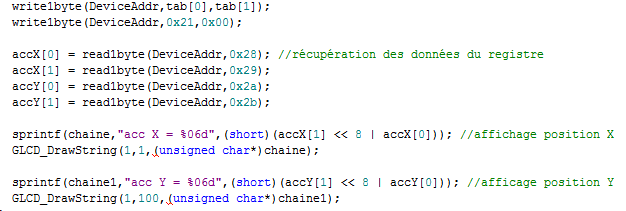 write1byte(DeviceAddr,tab[0],tab[1]);
write1byte(DeviceAddr,0x21,0x00);
accX[0] = read1byte(DeviceAddr,0x28); //récupération des données du registre
accX[1] = read1byte(DeviceAddr,0x29);
accY[0] = read1byte(DeviceAddr,0x2a);
accY[1] = read1byte(DeviceAddr,0x2b);
sprintf(chaine,"acc X = %06d",(short)(accX[1] << 8 | accX[0])); //affichage position X
GLCD_DrawString(1,1,(unsigned char*)chaine);
sprintf(chaine1,"acc Y = %06d",(short)(accY[1] << 8 | accY[0])); //afficage position Y
GLCD_DrawString(1,100,(unsigned char*)chaine1);